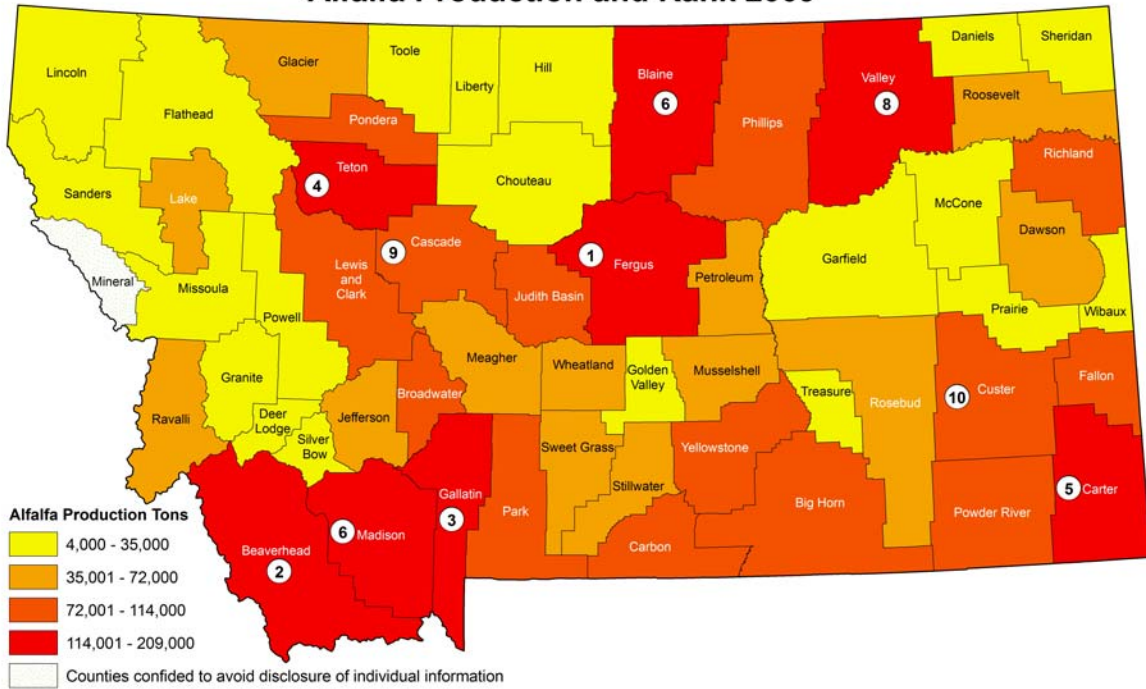 Alfalfa Production and Rank
Lincoln
Flathead
Glacier
Toole
Liberty
Hill
Blaine
6
Phillips
Valley
8
Daniels
Sheridan
Roosevelt
Pondera
Richland
Teton
4
Chouteau
Sanders
Lake
McCone
Dawson
Garfield
Cascade
9
Fergus
1
Petroleum
Lewis
and
Clark
Judith Basin
Mineral
Missoula
Powell
Prairie
Wibaux
Meagher
Wheatland
Golden
Valley
Musselshell
Granite
Treasure
Rosebud
Custer
10
Fallon
Broadwater
Jefferson
Ravalli
Deer
Lodge
Silver
Bow
Sweet Grass
Yellowstone
Stillwater
Gallatin
3
Park
Big Horn
Carter
5
Powder River
Carbon
Madison
6
Beaverhead
2
Alfalfa Production Tons
4,000 - 35,000
35,001 - 72,000
72,001 - 114,000
114,001 - 209,000
Counties confided to avoid disclosure of individual information